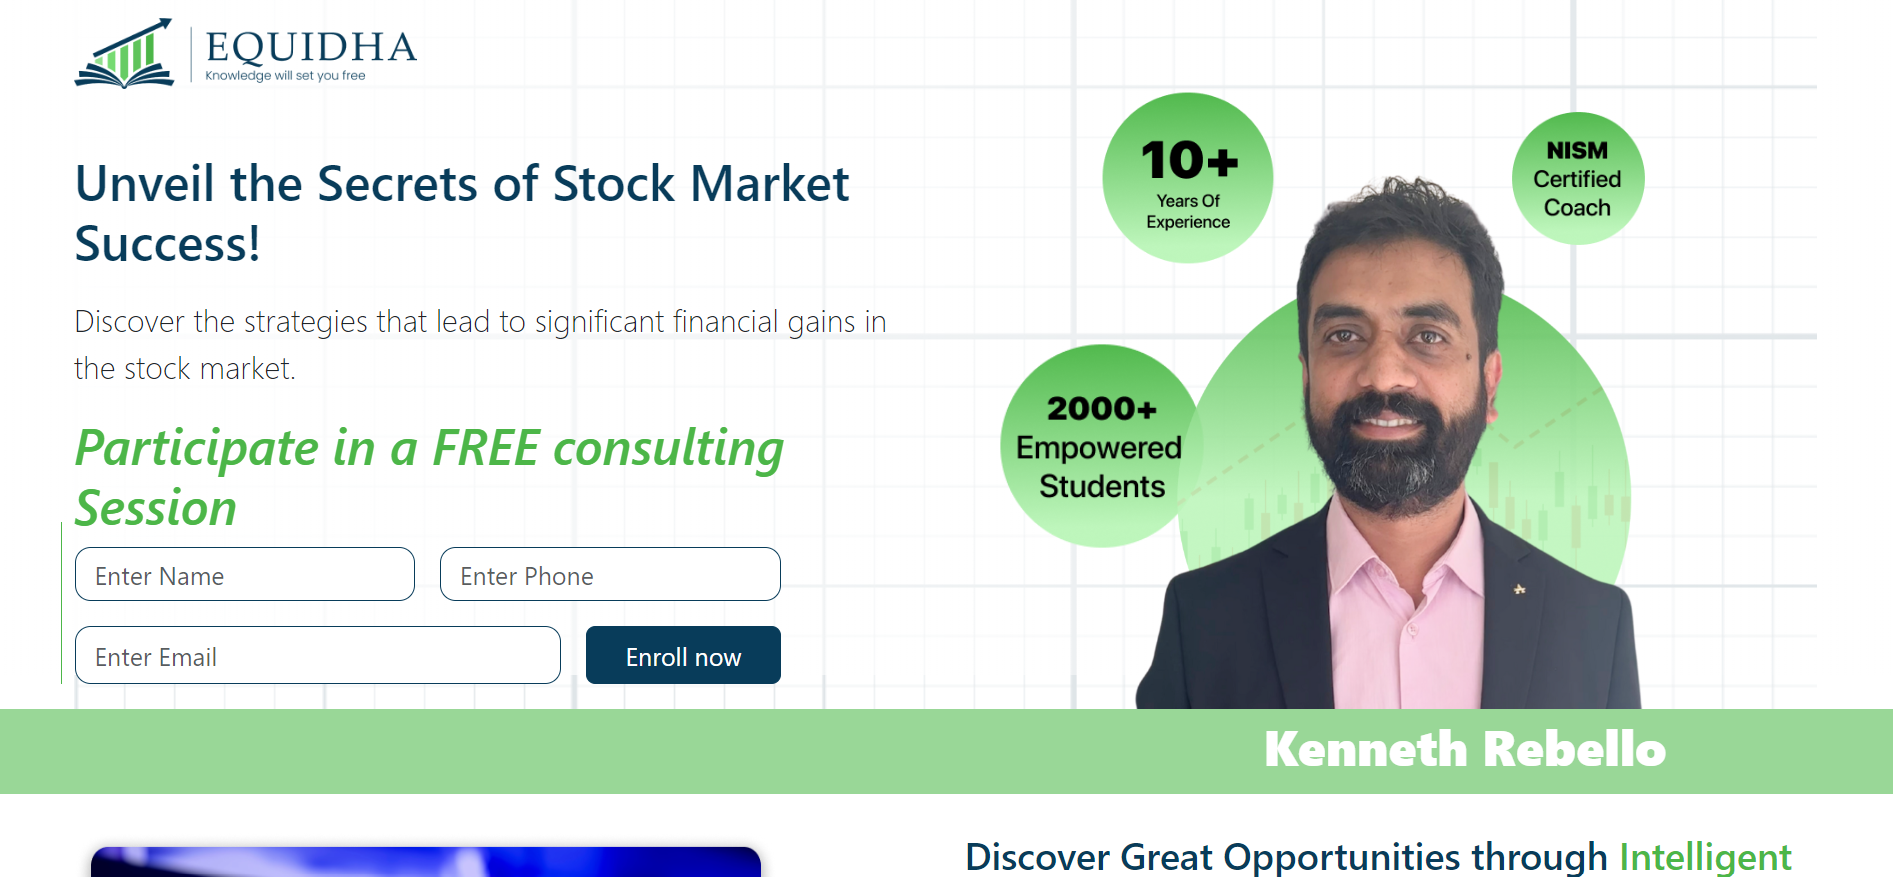 EQUIDHA
Knowledge will set you free
Unveil the Secrets of Stock Market
Success!
Discover the strategies that lead to significant financial gains in
the stock market.
Participate in a FREE consulting
Session
Enter Name
Enter Phone
Enter Email
Enroll now
10+
Years Of
Experience
NISM
Certified
Coach
2000+
Empowered
Students
Kenneth Rebello
Discover Great Opportunities through Intelligent